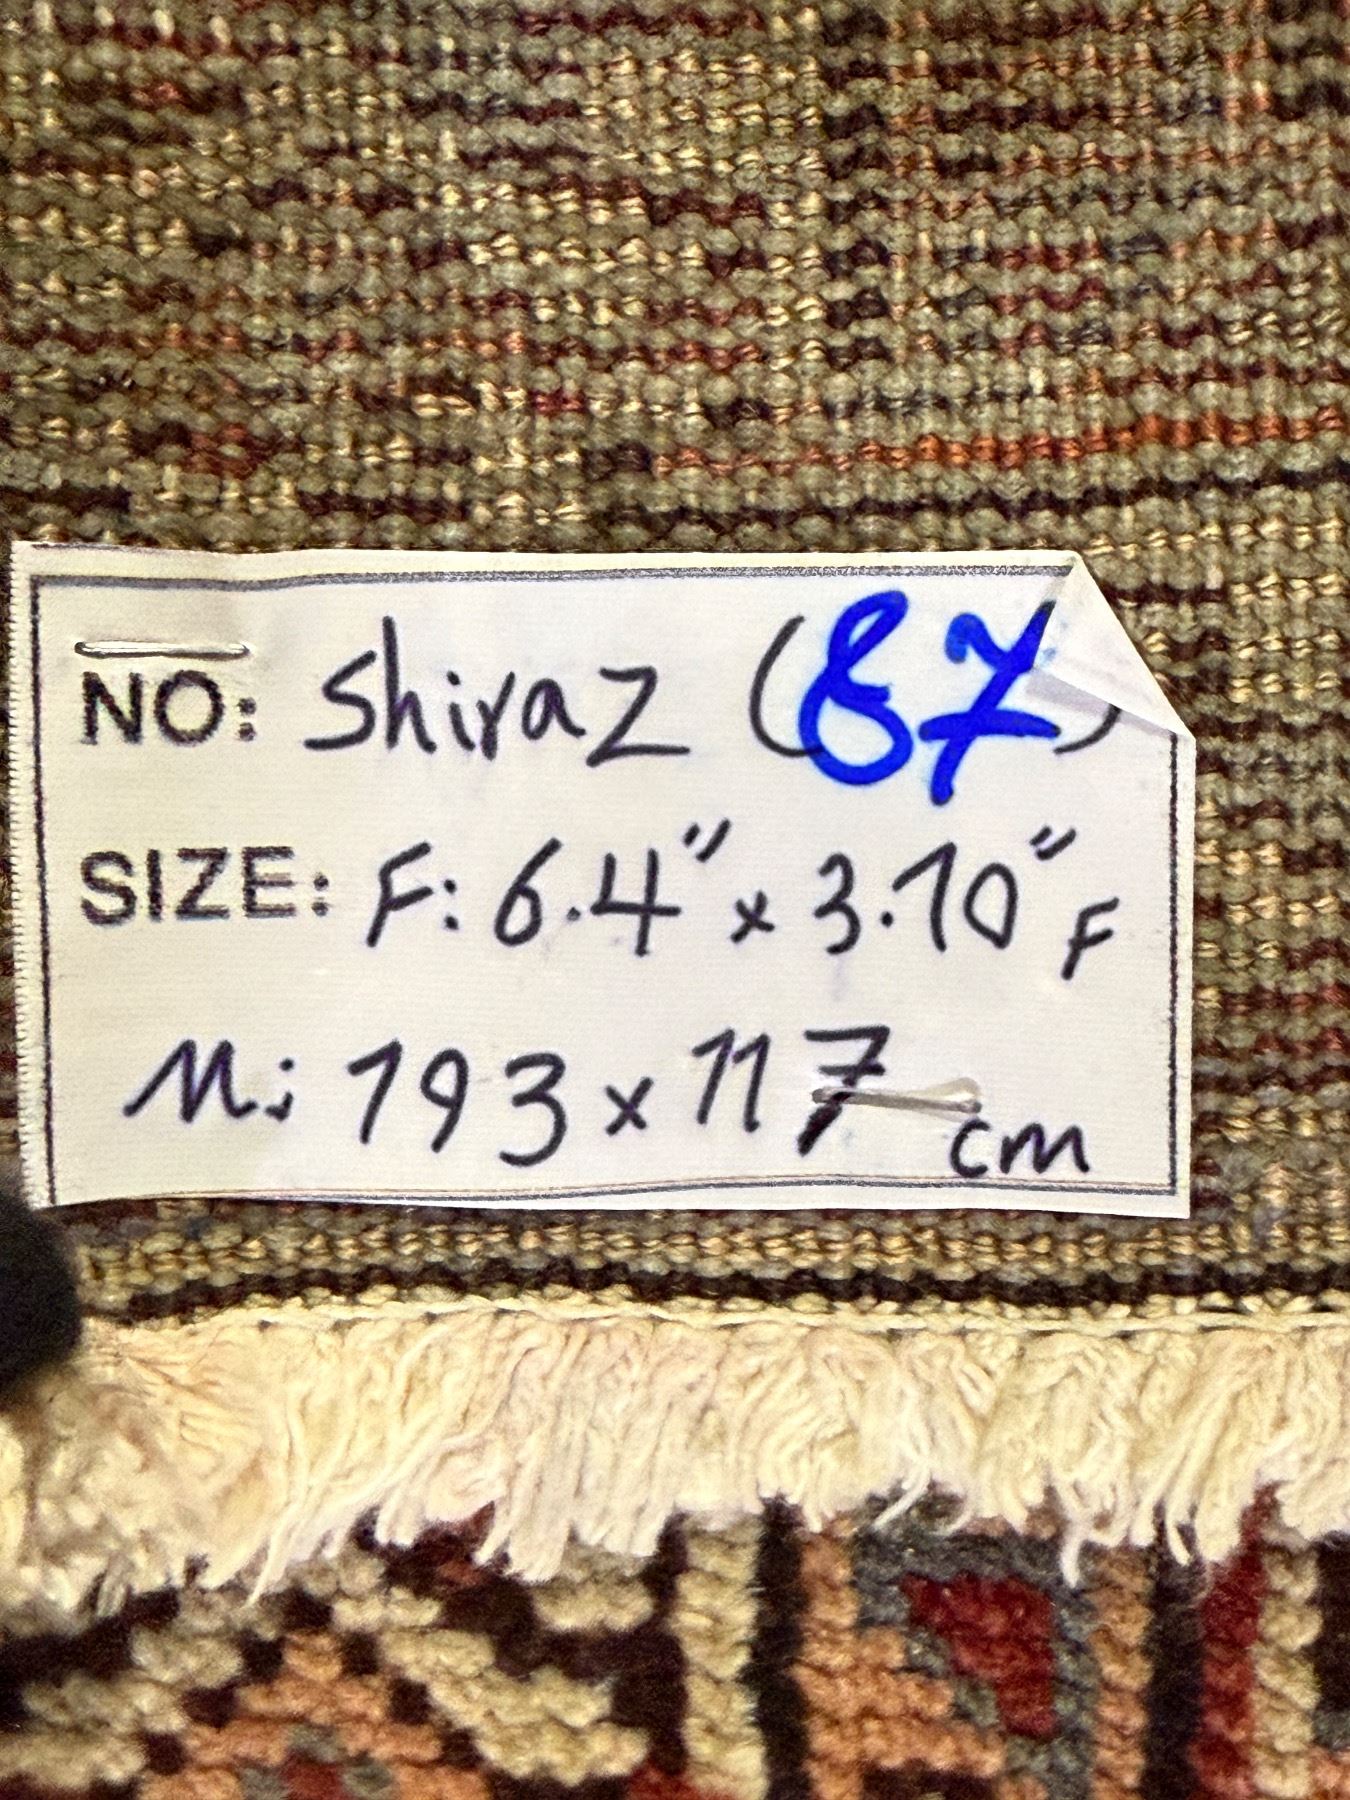 NO: Shiraz (87)
SIZE: F: 6.4" x 3.10" F
M: 193 x 117 cm